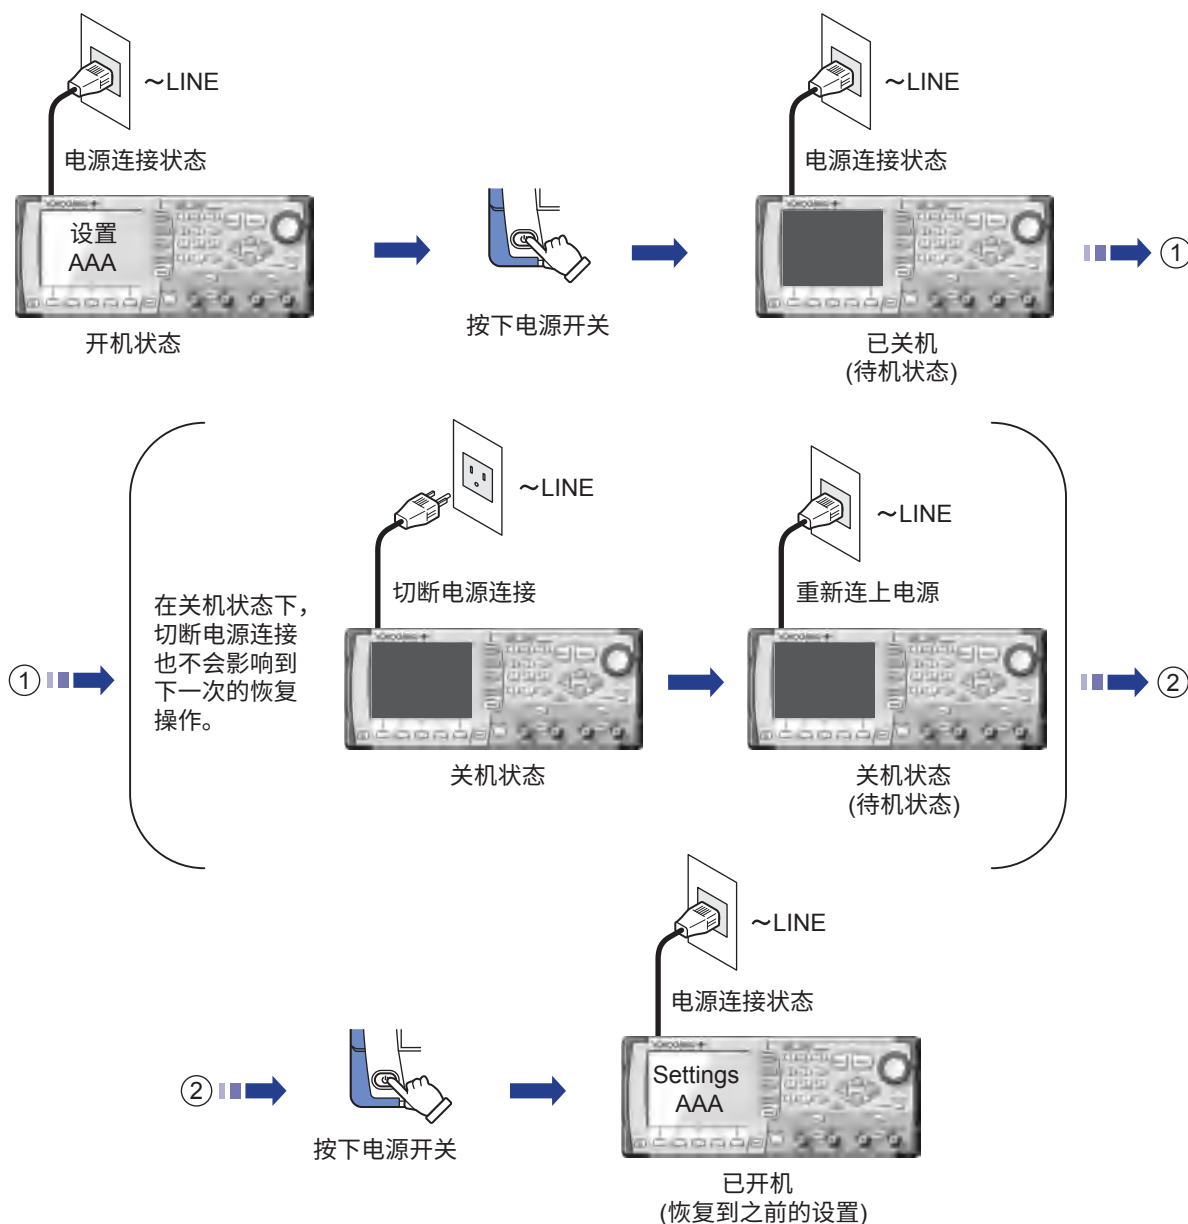 ～LINE
～LINE
电源连接状态
电源连接状态
YOKOGAWA
YOKOGAWA
设置
AAA
①
按下电源开关
开机状态
已关机
(待机状态)
～LINE
～LINE
切断电源连接
重新连上电源
在关机状态下，
切断电源连接
也不会影响到
下一次的恢复
操作。
YOKOGAWA
YOKOGAWA
①
②
关机状态
关机状态
(待机状态)
～LINE
电源连接状态
YOKOGAWA
②
Settings
AAA
按下电源开关
已开机
(恢复到之前的设置)